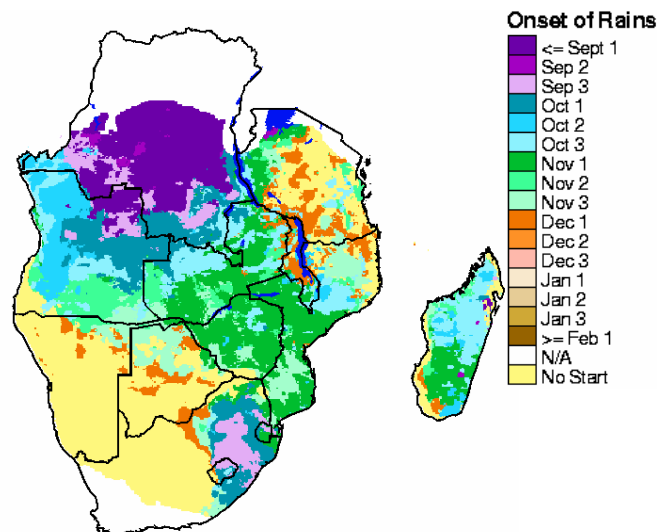 Onset of Rains
<= Sept 1
Sep 2
Sep 3
Oct 1
Oct 2
Oct 3
Nov 1
Nov 2
Nov 3
Dec 1
Dec 2
Dec 3
Jan 1
Jan 2
Jan 3
>= Feb 1
N/A
No Start